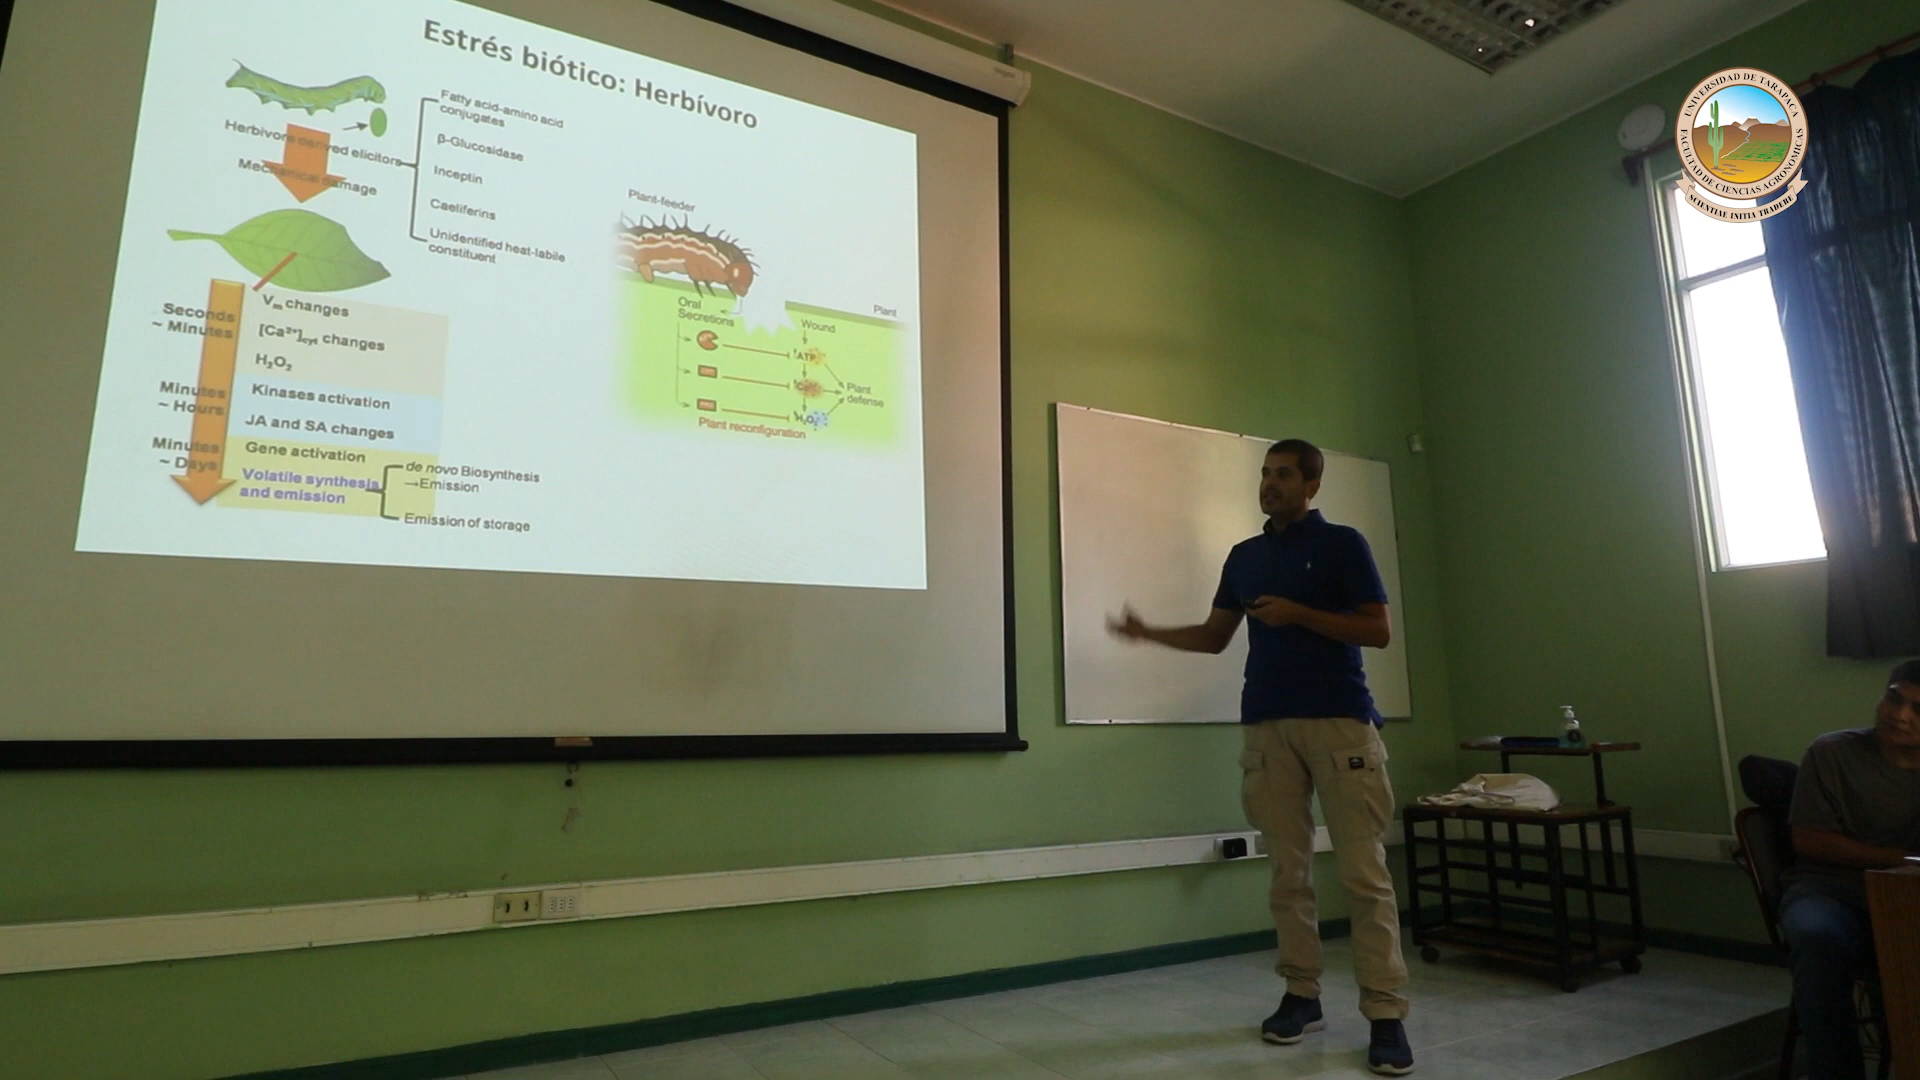 Estrés biótico: Herbívoro
Herbivore derived elicitors
Mechanical damage
Fatty acid-amino acid
conjugates
β-Glucosidase
Inceptin
Caeliferins
Unidentified heat-labile
constituent
Seconds
~ Minutes
Minutes
~ Hours
Minutes
~ Days
Vm changes
[Ca²⁺]cyt changes
H₂O₂
Kinases activation
JA and SA changes
Gene activation
Volatile synthesis
and emission
de novo Biosynthesis
→Emission
Emission of storage
Plant-feeder
Oral
Secretions
Plant
Wound
ATP
H₂O₂
Plant
defense
Plant reconfiguration
UNIVERSIDAD DE TARAPACA
FACULTAD DE CIENCIAS AGRONOMICAS
SCIENTIAE INITIA TRADERE